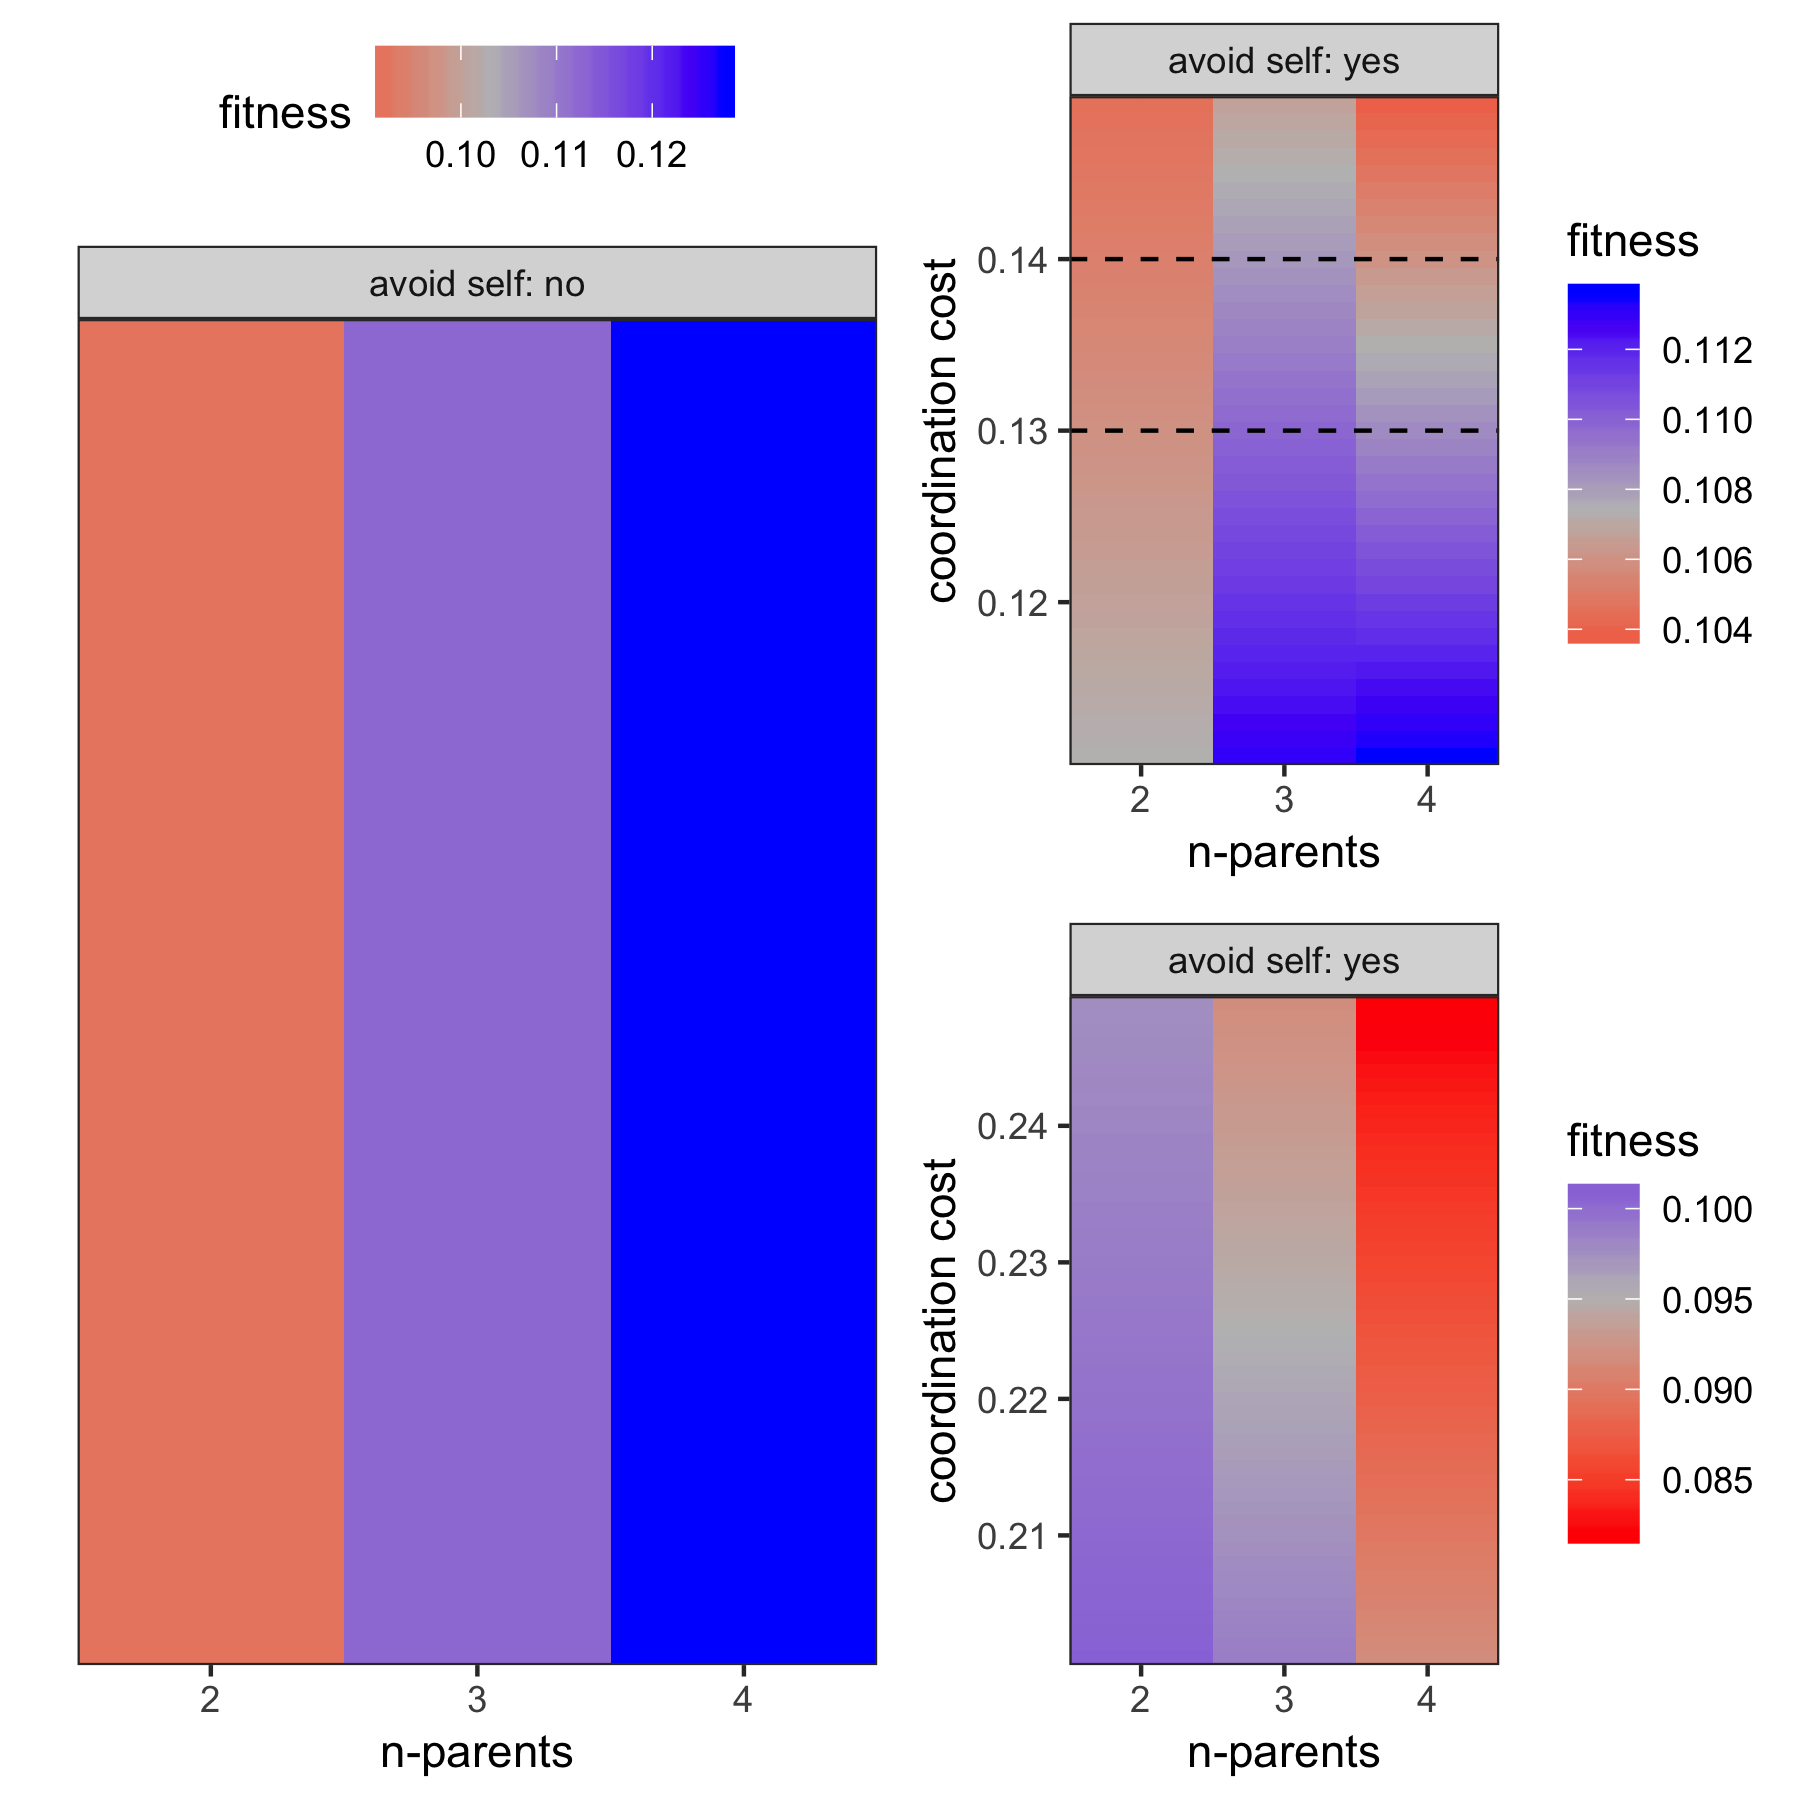 fitness
0.10 0.11 0.12
avoid self: no
2 3 4
n-parents
avoid self: yes
coordination cost
0.14
0.13
0.12
2 3 4
n-parents
fitness
0.112
0.110
0.108
0.106
0.104
avoid self: yes
coordination cost
0.24
0.23
0.22
0.21
2 3 4
n-parents
fitness
0.100
0.095
0.090
0.085